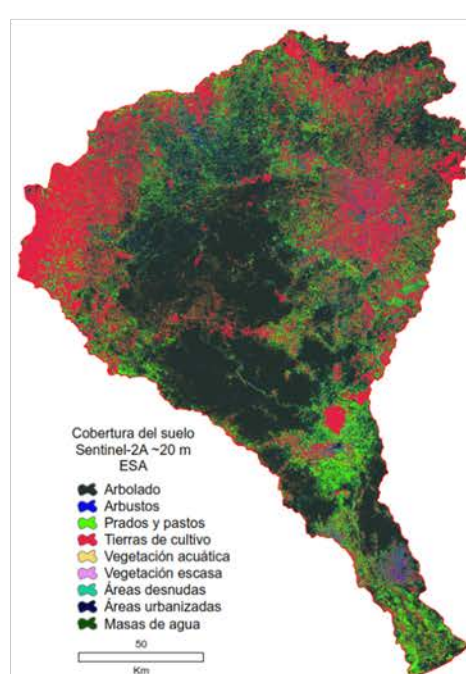 Cobertura del suelo
Sentinel-2A ~20 m
ESA
Arbolado
Arbustos
Prados y pastos
Tierras de cultivo
Vegetación acuática
Vegetación escasa
Áreas desnudas
Áreas urbanizadas
Masas de agua
50
Km